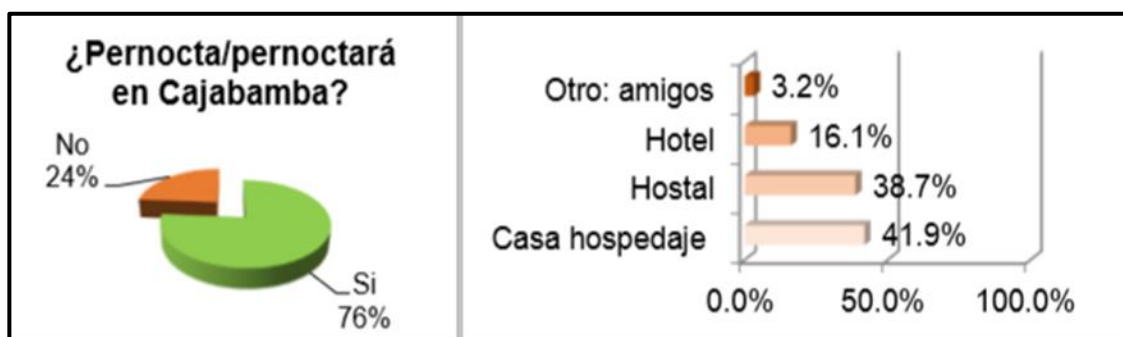 ¿Pernocta/pernoctará
en Cajabamba?
No
24%
Si
76%
Otro: amigos 3.2%
Hotel 16.1%
Hostal 38.7%
Casa hospedaje 41.9%
0.0% 50.0% 100.0%